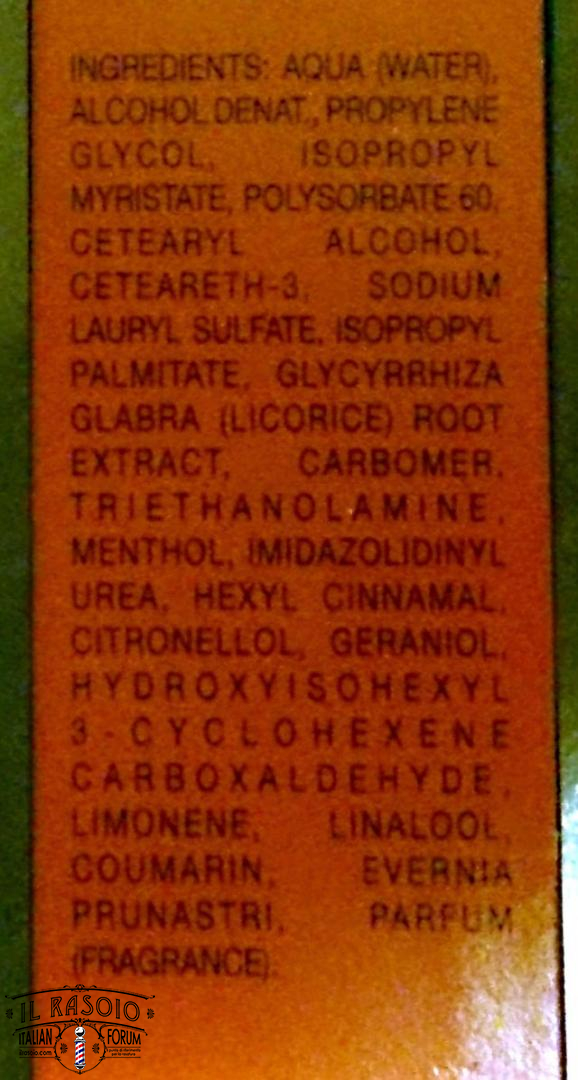 INGREDIENTS: AQUA (WATER),
ALCOHOL DENAT., PROPYLENE
GLYCOL, ISOPROPYL
MYRISTATE, POLYSORBATE 60,
CETEARYL ALCOHOL,
CETEARETH-3, SODIUM
LAURYL SULFATE, ISOPROPYL
PALMITATE, GLYCYRRHIZA
GLABRA (LICORICE) ROOT
EXTRACT, CARBOMER,
TRIETHANOLAMINE,
MENTHOL, IMIDAZOLIDINYL
UREA, HEXYL CINNAMAL,
CITRONELLOL, GERANIOL,
HYDROXYISOHEXYL
3-CYCLOHEXENE
CARBOXALDEHYDE,
LIMONENE, LINALOOL,
COUMARIN, EVERNIA
PRUNASTRI, PARFUM
(FRAGRANCE).
IL RASOIO
ITALIAN FORUM
ilrasoio.com